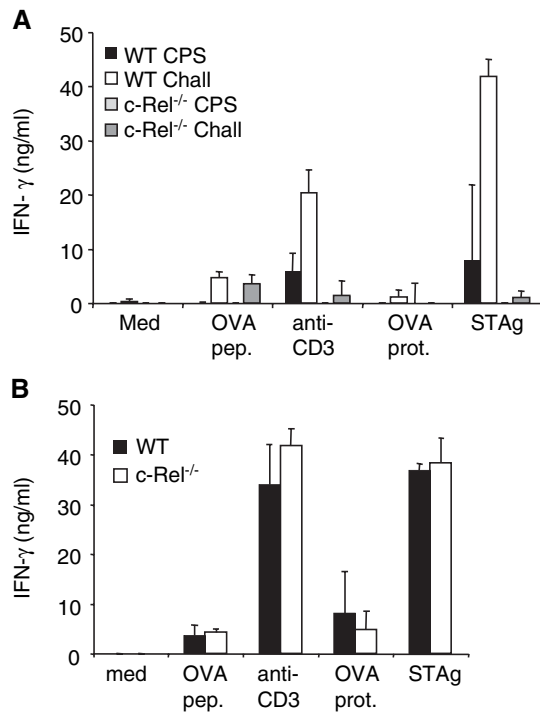 A
50
40
30
20
10
0
IFN- γ (ng/ml)
WT CPS
WT Chall
c-Rel-/- CPS
c-Rel-/- Chall
Med
OVA pep.
anti-CD3
OVA prot.
STAg
B
50
40
30
20
10
0
IFN-γ (ng/ml)
WT
c-Rel-/-
med
OVA pep.
anti-CD3
OVA prot.
STAg